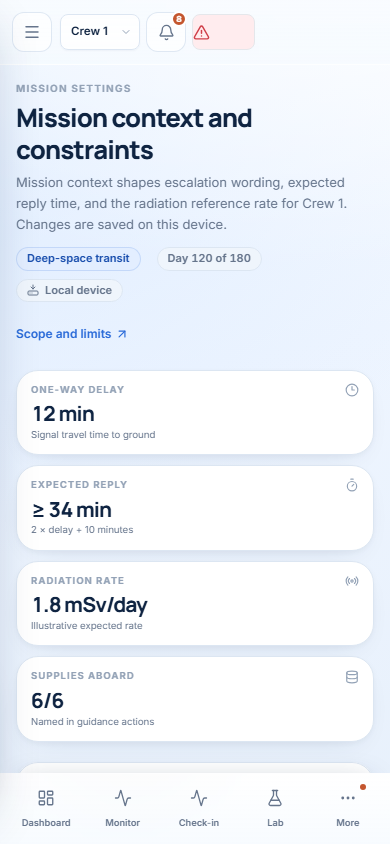 Crew 1
8
MISSION SETTINGS
Mission context and
constraints
Mission context shapes escalation wording, expected
reply time, and the radiation reference rate for Crew 1.
Changes are saved on this device.
Deep-space transit
Day 120 of 180
Local device
Scope and limits
ONE-WAY DELAY
12 min
Signal travel time to ground
EXPECTED REPLY
≥ 34 min
2 × delay + 10 minutes
RADIATION RATE
1.8 mSv/day
Illustrative expected rate
SUPPLIES ABOARD
6/6
Named in guidance actions
Dashboard
Monitor
Check-in
Lab
More